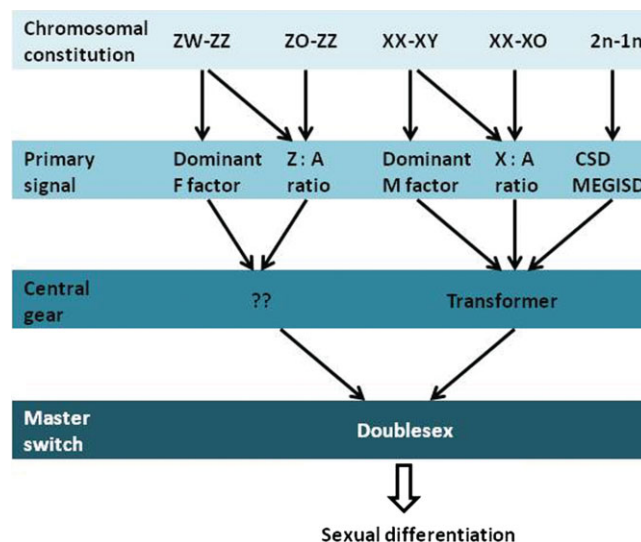 Chromosomal
constitution
ZW-ZZ ZO-ZZ XX-XY XX-XO 2n-1n
Primary
signal
Dominant
F factor
Z : A
ratio
Dominant
M factor
X : A
ratio
CSD
MEGISD
Central
gear
??
Transformer
Master
switch
Doublesex
Sexual differentiation